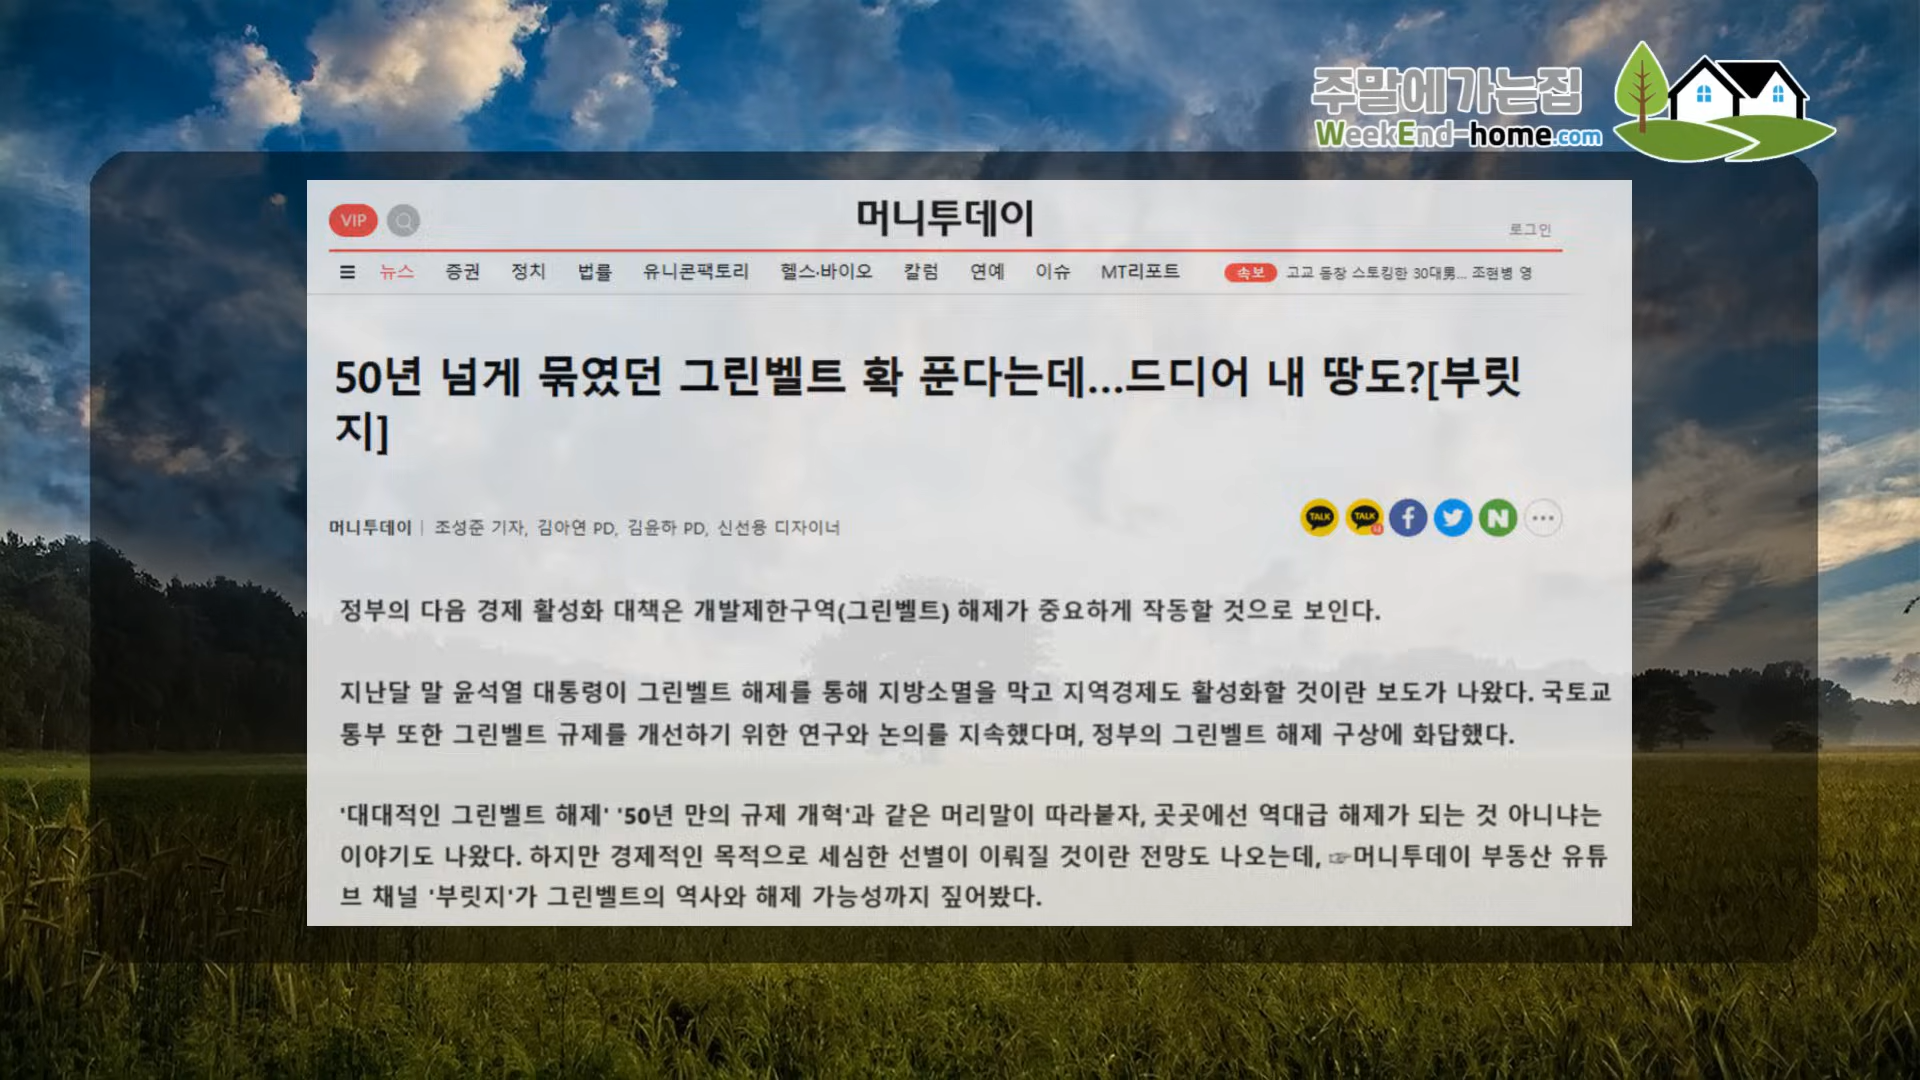 주말에가는집
WeekEnd-home.com
VIP
머니투데이
로그인
뉴스 증권 정치 법률 유니콘팩토리 헬스·바이오 칼럼 연예 이슈 MT리포트 속보 고교 동창 스토킹한 30대男... 조현병 영
50년 넘게 묶였던 그린벨트 확 푼다는데...드디어 내 땅도?[부릿
지]
머니투데이 | 조성준 기자, 김아연 PD, 김윤하 PD, 신선용 디자이너
TALK TALK f N
정부의 다음 경제 활성화 대책은 개발제한구역(그린벨트) 해제가 중요하게 작동할 것으로 보인다.
지난달 말 윤석열 대통령이 그린벨트 해제를 통해 지방소멸을 막고 지역경제도 활성화할 것이란 보도가 나왔다. 국토교
통부 또한 그린벨트 규제를 개선하기 위한 연구와 논의를 지속했다며, 정부의 그린벨트 해제 구상에 화답했다.
'대대적인 그린벨트 해제' '50년 만의 규제 개혁'과 같은 머리말이 따라붙자, 곳곳에선 역대급 해제가 되는 것 아니냐는
이야기도 나왔다. 하지만 경제적인 목적으로 세심한 선별이 이뤄질 것이란 전망도 나오는데, ☞머니투데이 부동산 유튜
브 채널 '부릿지'가 그린벨트의 역사와 해제 가능성까지 짚어봤다.